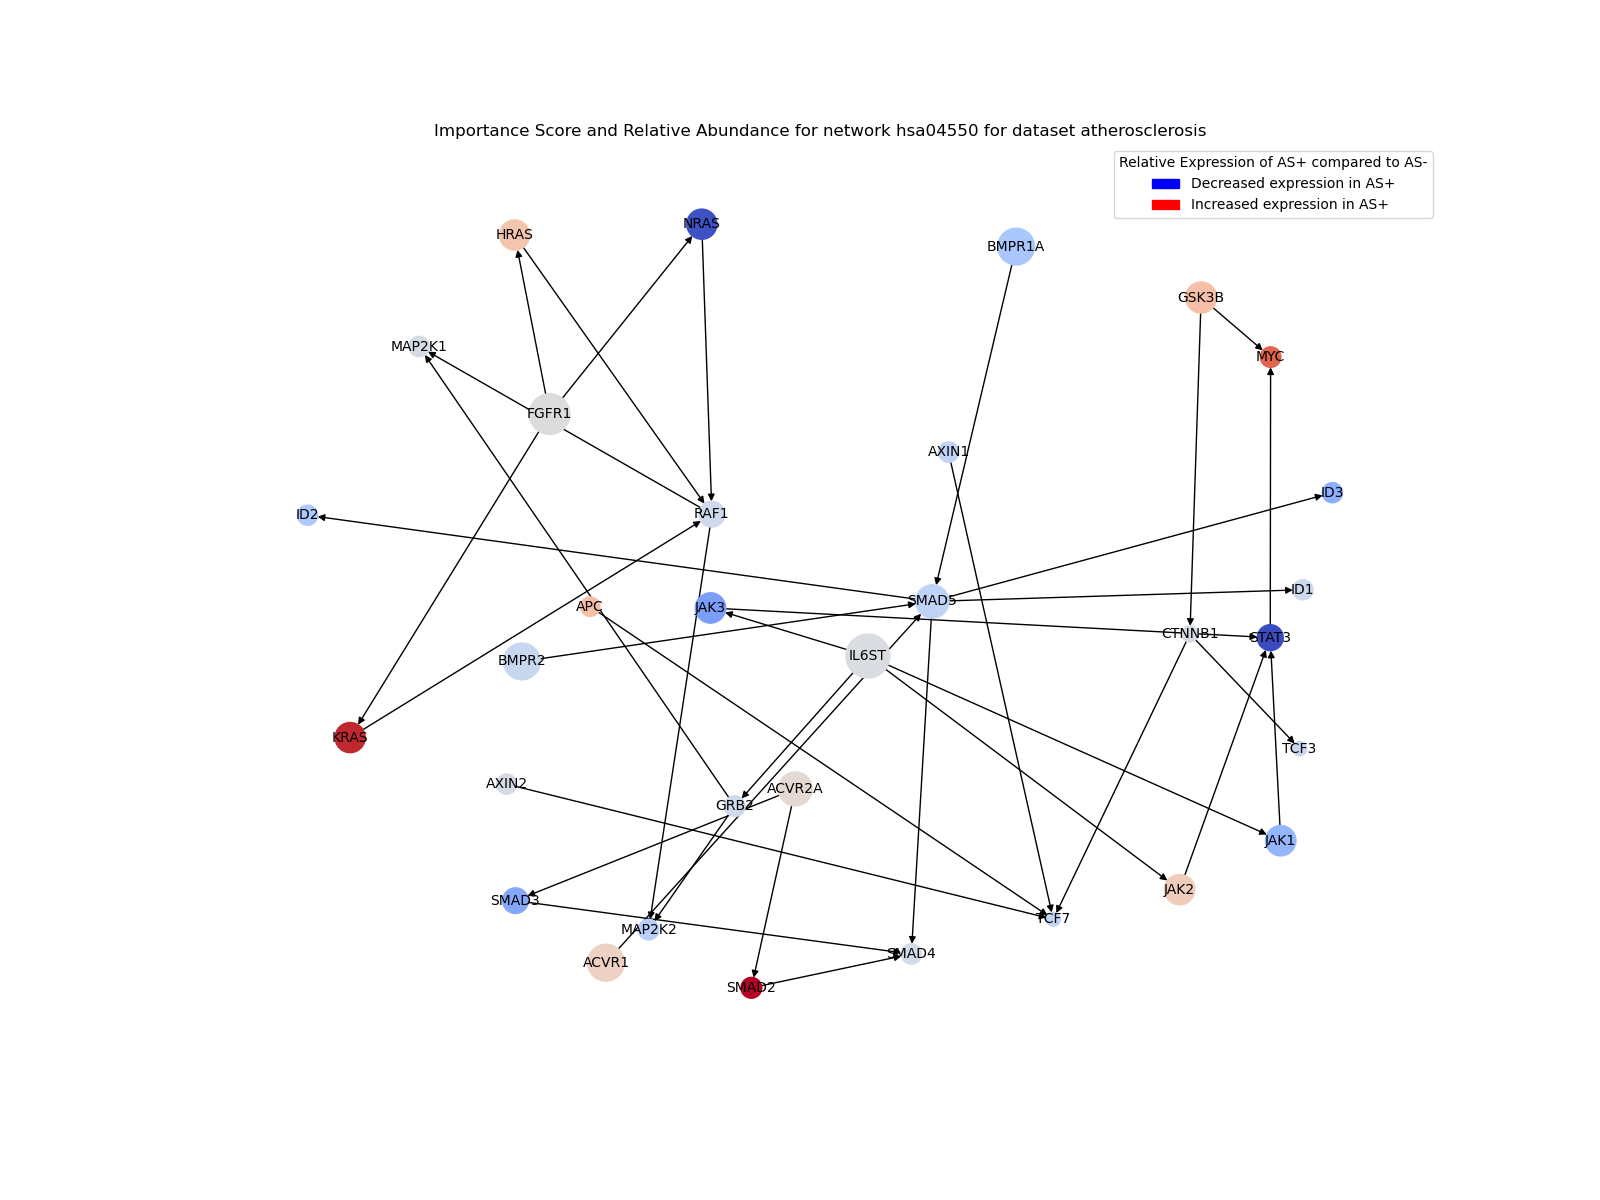 Importance Score and Relative Abundance for network hsa04550 for dataset atherosclerosis
Relative Expression of AS+ compared to AS-
Decreased expression in AS+
Increased expression in AS+
NRAS
HRAS
BMPR1A
GSK3B
MAP2K1
MYC
FGFR1
AXIN1
ID3
ID2
RAF1
ID1
SMAD5
APC
JAK3
CTNNB1
STAT3
IL6ST
BMPR2
KRAS
TCF3
AXIN2
ACVR2A
GRB2
JAK1
JAK2
SMAD3
TCF7
MAP2K2
SMAD4
ACVR1
SMAD2